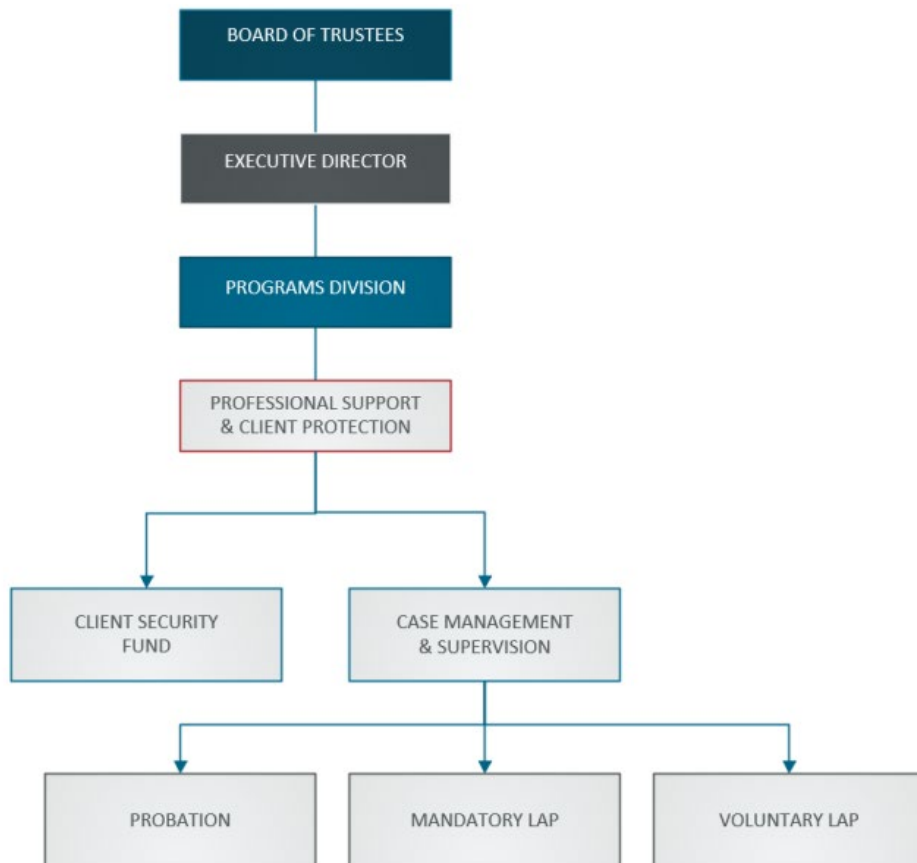 BOARD OF TRUSTEES
EXECUTIVE DIRECTOR
PROGRAMS DIVISION
PROFESSIONAL SUPPORT
& CLIENT PROTECTION
CLIENT SECURITY
FUND
CASE MANAGEMENT
& SUPERVISION
PROBATION
MANDATORY LAP
VOLUNTARY LAP